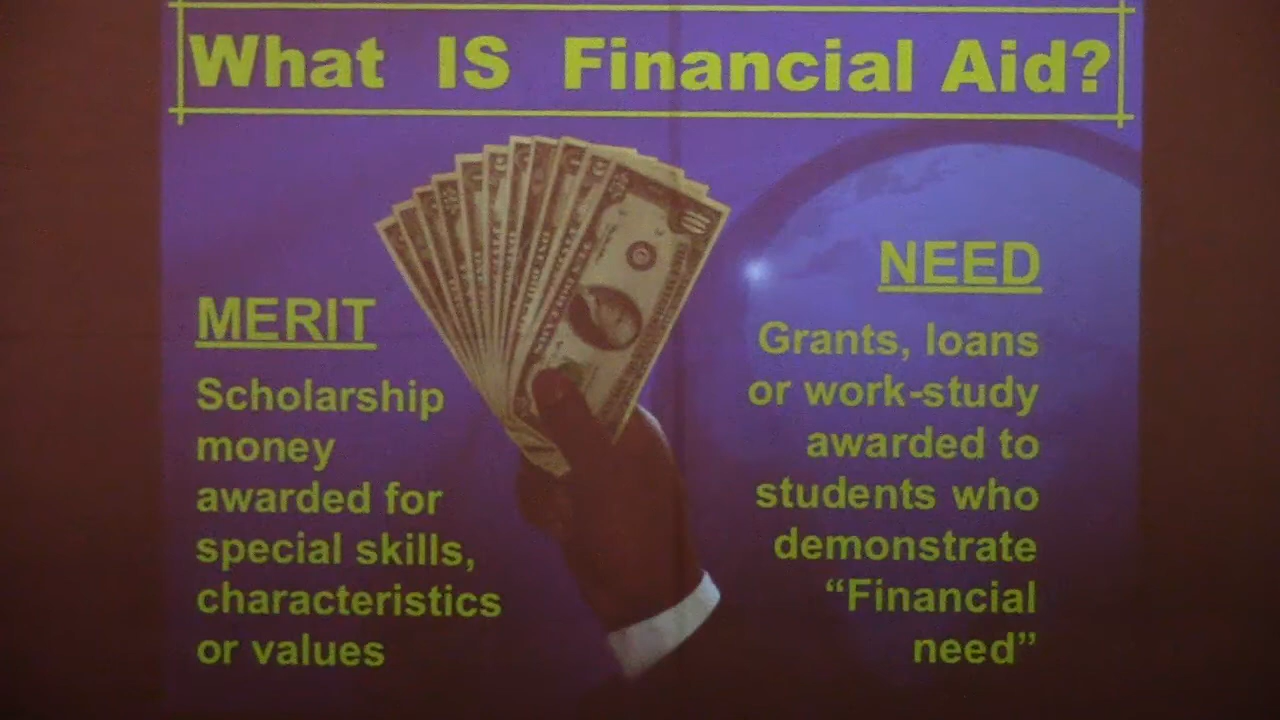 What IS Financial Aid?
MERIT
Scholarship
money
awarded for
special skills,
characteristics
or values
NEED
Grants, loans
or work-study
awarded to
students who
demonstrate
“Financial
need”